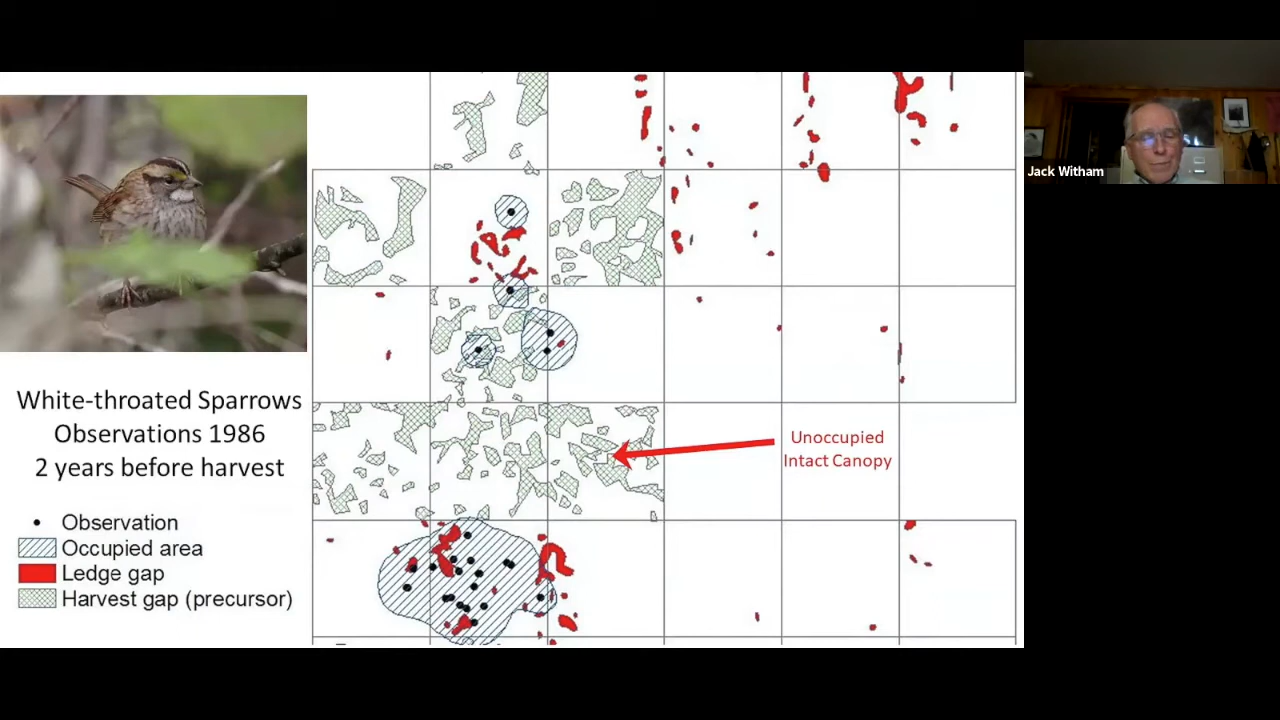 White-throated Sparrows
Observations 1986
2 years before harvest
Observation
Occupied area
Ledge gap
Harvest gap (precursor)
Unoccupied
Intact Canopy
Jack Witham